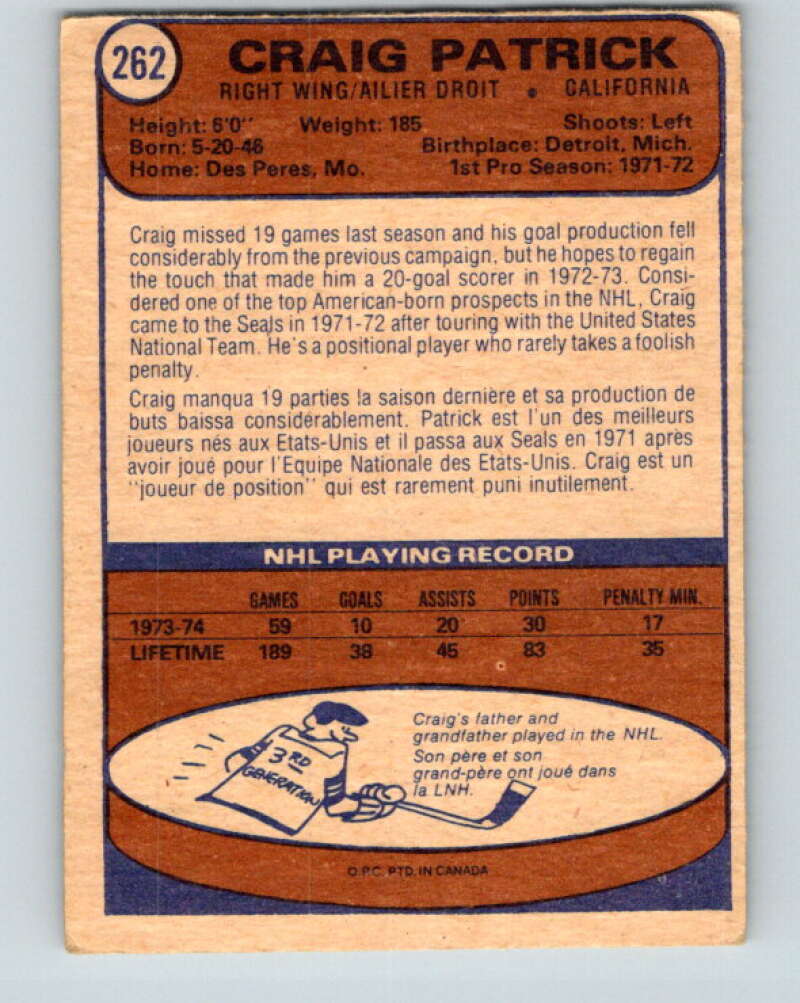 262
CRAIG PATRICK
RIGHT WING/AILIER DROIT • CALIFORNIA
Height: 6'0" Weight: 185 Shoots: Left
Born: 5-20-46 Birthplace: Detroit, Mich.
Home: Des Peres, Mo. 1st Pro Season: 1971-72
Craig missed 19 games last season and his goal production fell
considerably from the previous campaign, but he hopes to regain
the touch that made him a 20-goal scorer in 1972-73. Consi-
dered one of the top American-born prospects in the NHL, Craig
came to the Seals in 1971-72 after touring with the United States
National Team. He's a positional player who rarely takes a foolish
penalty.
Craig manqua 19 parties la saison dernière et sa production de
buts baissa considérablement. Patrick est l'un des meilleurs
joueurs nés aux Etats-Unis et il passa aux Seals en 1971 après
avoir joué pour l'Equipe Nationale des Etats-Unis. Craig est un
"joueur de position" qui est rarement puni inutilement.
NHL PLAYING RECORD
GAMES GOALS ASSISTS POINTS PENALTY MIN.
1973-74 59 10 20 30 17
LIFETIME 189 38 45 83 35
Craig's father and
grandfather played in the NHL.
Son père et son
grand-père ont joué dans
la LNH.
3RD
GENERATION
O.P.C. PTD. IN CANADA